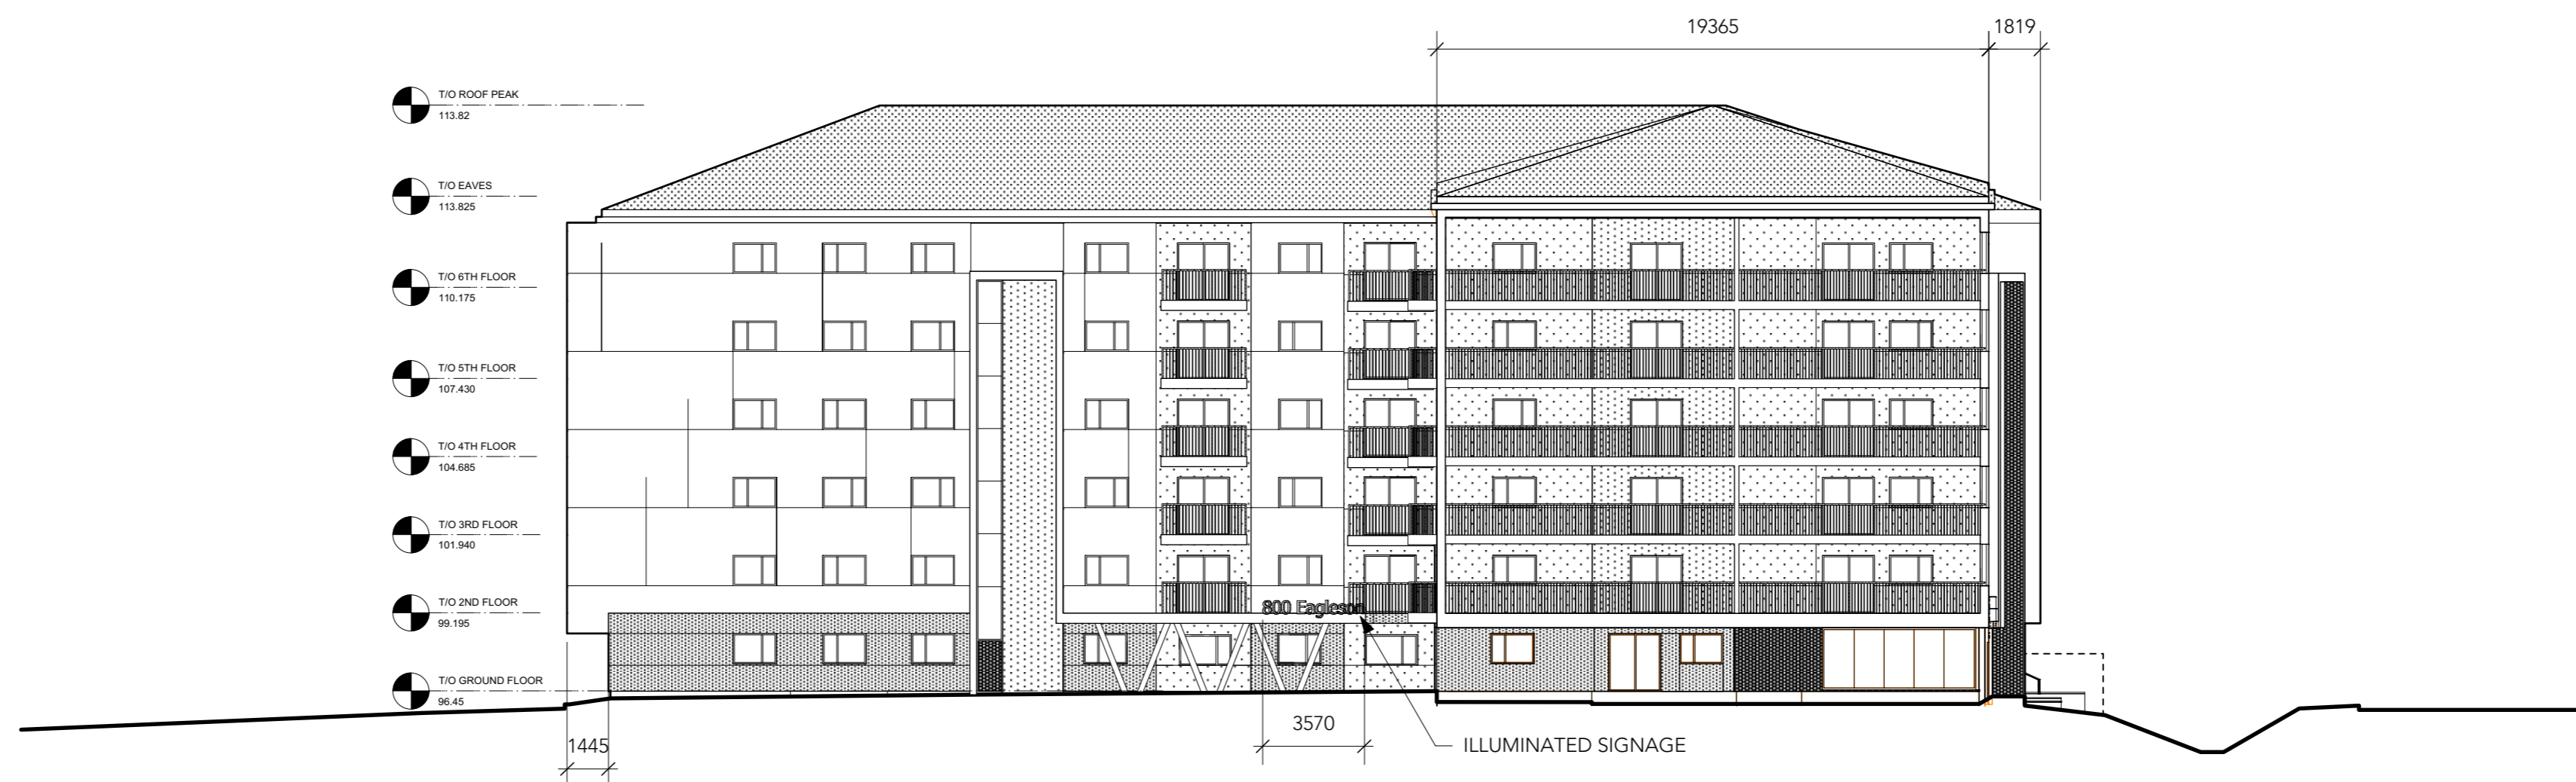 19365
1819
T/O ROOF PEAK
113.82
T/O EAVES
113.825
T/O 6TH FLOOR
110.175
T/O 5TH FLOOR
107.430
T/O 4TH FLOOR
104.685
T/O 3RD FLOOR
101.940
T/O 2ND FLOOR
99.195
800 Eagleson
T/O GROUND FLOOR
96.45
3570
1445
ILLUMINATED SIGNAGE